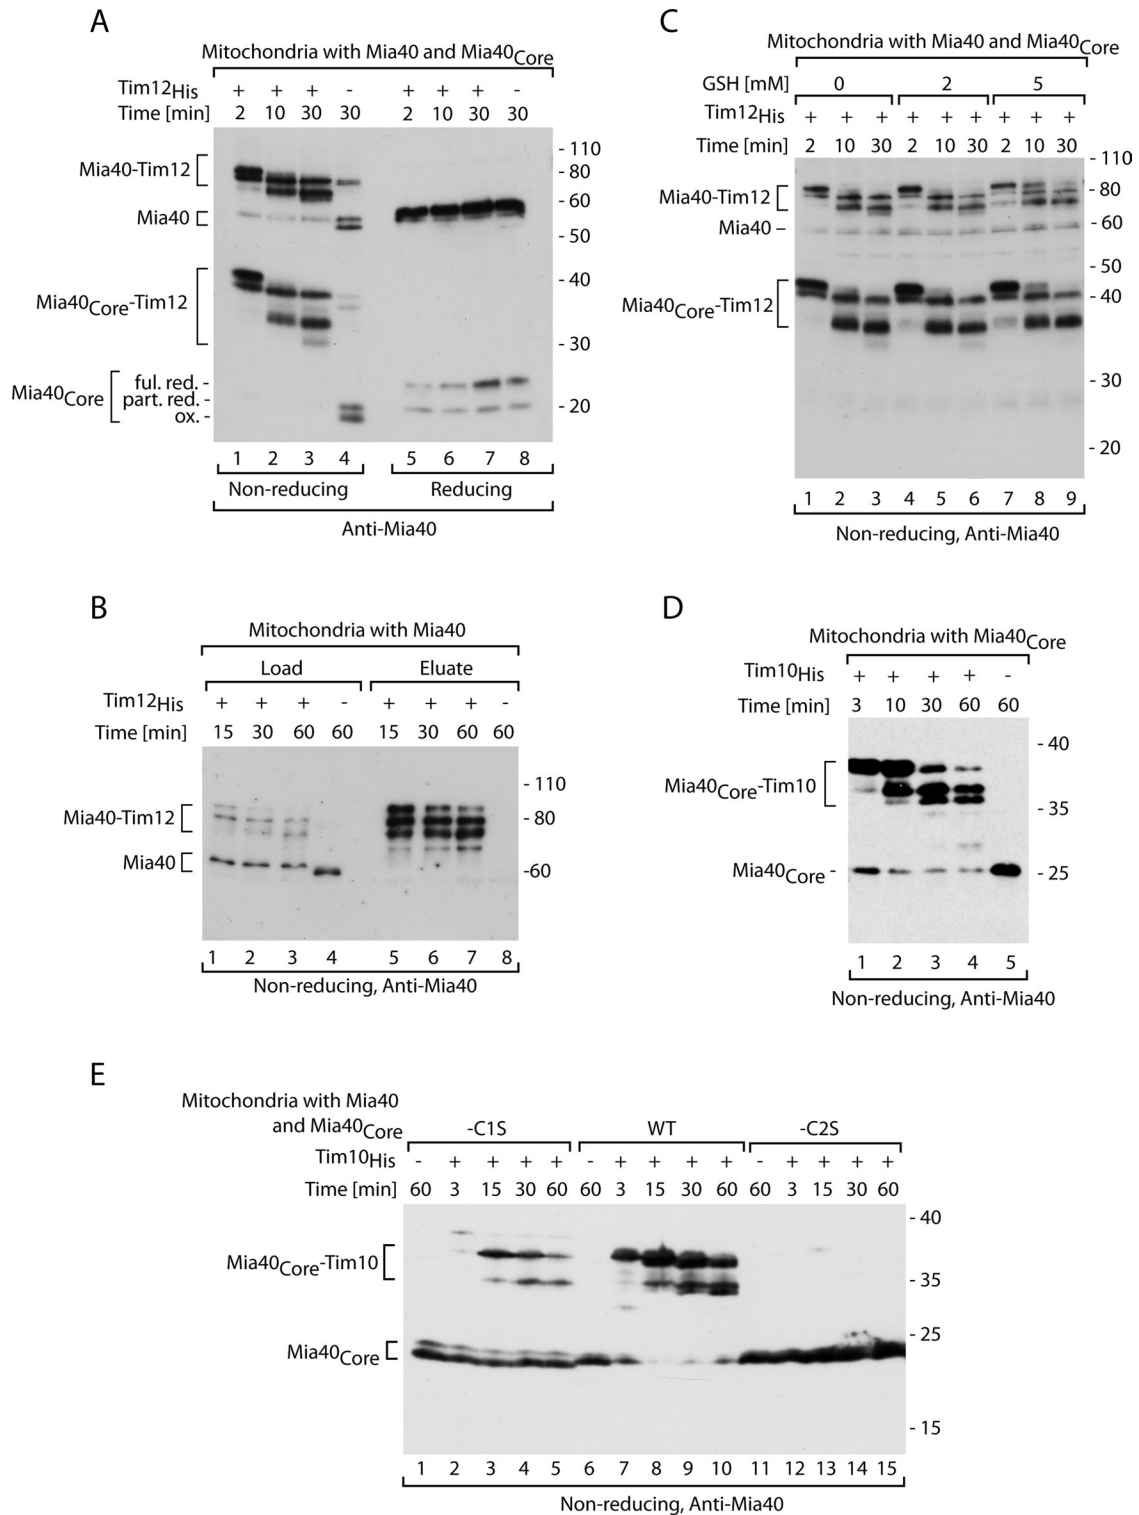 A
Mitochondria with Mia40 and Mia40Core
Tim12His + + + - + + + -
Time [min] 2 10 30 30 2 10 30 30
Mia40-Tim12
Mia40
Mia40Core-Tim12
Mia40Core
ful. red. -
part. red. -
ox. -
- 110
- 80
- 60
- 50
- 40
- 30
- 20
1 2 3 4 5 6 7 8
Non-reducing Reducing
Anti-Mia40
C
Mitochondria with Mia40 and Mia40Core
GSH [mM] 0 2 5
Tim12His + + + + + + + + +
Time [min] 2 10 30 2 10 30 2 10 30
Mia40-Tim12
Mia40 –
Mia40Core-Tim12
- 110
- 80
- 60
- 50
- 40
- 30
- 20
1 2 3 4 5 6 7 8 9
Non-reducing, Anti-Mia40
B
Mitochondria with Mia40
Load Eluate
Tim12His + + + - + + + -
Time [min] 15 30 60 60 15 30 60 60
Mia40-Tim12
Mia40
- 110
- 80
-60
1 2 3 4 5 6 7 8
Non-reducing, Anti-Mia40
D
Mitochondria with Mia40Core
Tim10His + + + + -
Time [min] 3 10 30 60 60
Mia40Core-Tim10
Mia40Core -
- 40
- 35
- 25
1 2 3 4 5
Non-reducing, Anti-Mia40
E
Mitochondria with Mia40
and Mia40Core -C1S WT -C2S
Tim10His - + + + + - + + + + - + + + +
Time [min] 60 3 15 30 60 60 3 15 30 60 60 3 15 30 60
Mia40Core-Tim10
Mia40Core
- 40
- 35
- 25
- 15
1 2 3 4 5 6 7 8 9 10 11 12 13 14 15
Non-reducing, Anti-Mia40